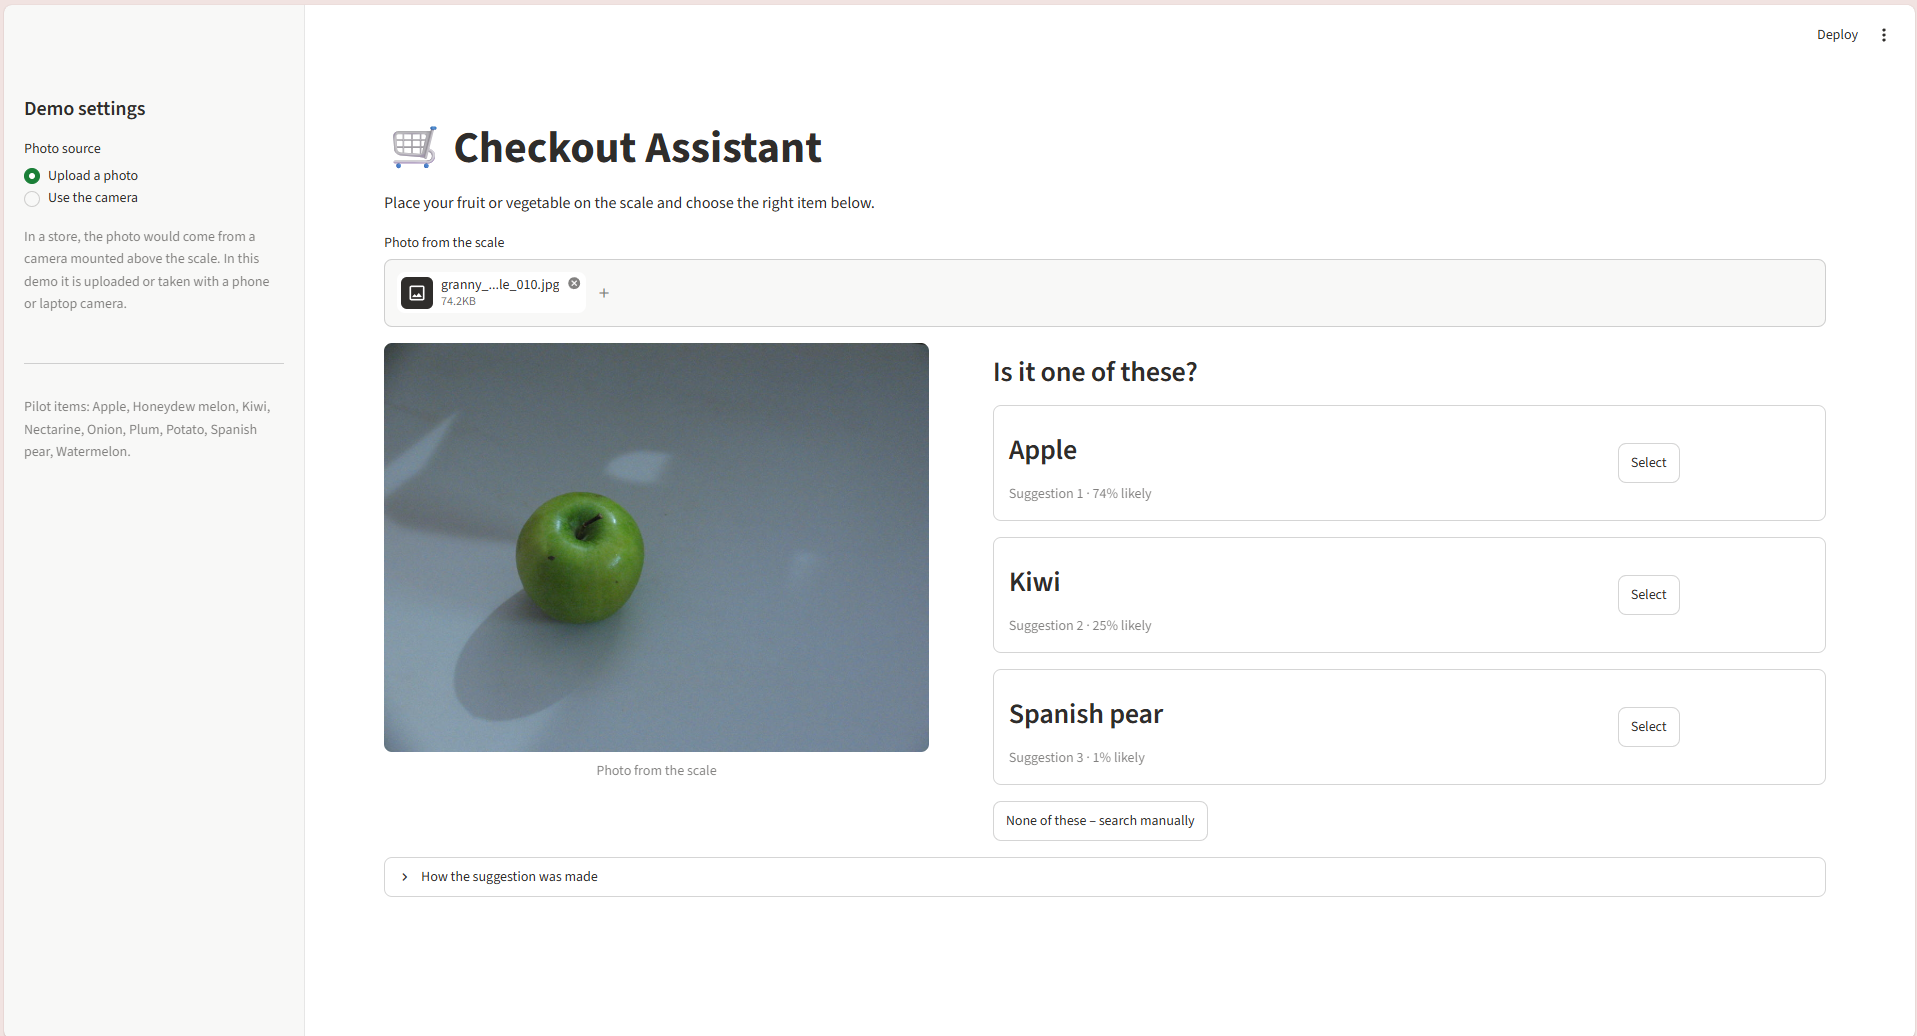 Deploy
Demo settings
Photo source
Upload a photo
Use the camera
In a store, the photo would come from a
camera mounted above the scale. In this
demo it is uploaded or taken with a phone
or laptop camera.
Pilot items: Apple, Honeydew melon, Kiwi,
Nectarine, Onion, Plum, Potato, Spanish
pear, Watermelon.
Checkout Assistant
Place your fruit or vegetable on the scale and choose the right item below.
Photo from the scale
granny_...le_010.jpg
74.2KB
Photo from the scale
Is it one of these?
Apple
Suggestion 1 · 74% likely
Select
Kiwi
Suggestion 2 · 25% likely
Select
Spanish pear
Suggestion 3 · 1% likely
Select
None of these – search manually
How the suggestion was made